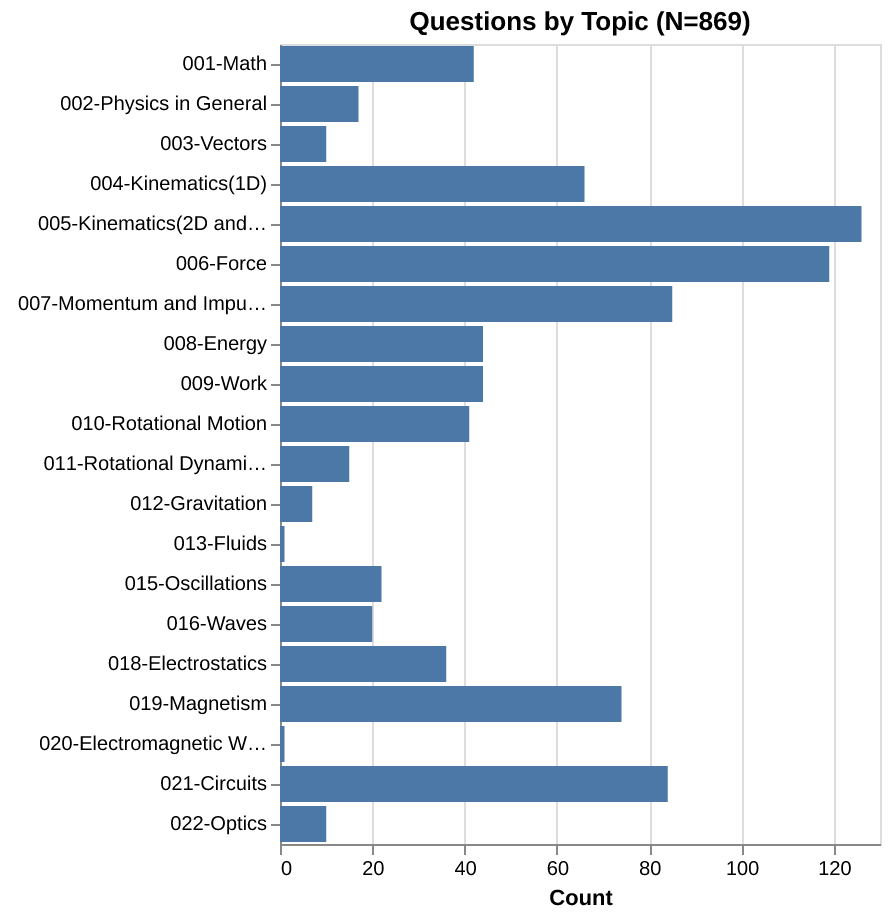 Questions by Topic (N=869)
001-Math
002-Physics in General
003-Vectors
004-Kinematics(1D)
005-Kinematics(2D and…
006-Force
007-Momentum and Impu…
008-Energy
009-Work
010-Rotational Motion
011-Rotational Dynami…
012-Gravitation
013-Fluids
015-Oscillations
016-Waves
018-Electrostatics
019-Magnetism
020-Electromagnetic W…
021-Circuits
022-Optics
0 20 40 60 80 100 120
Count